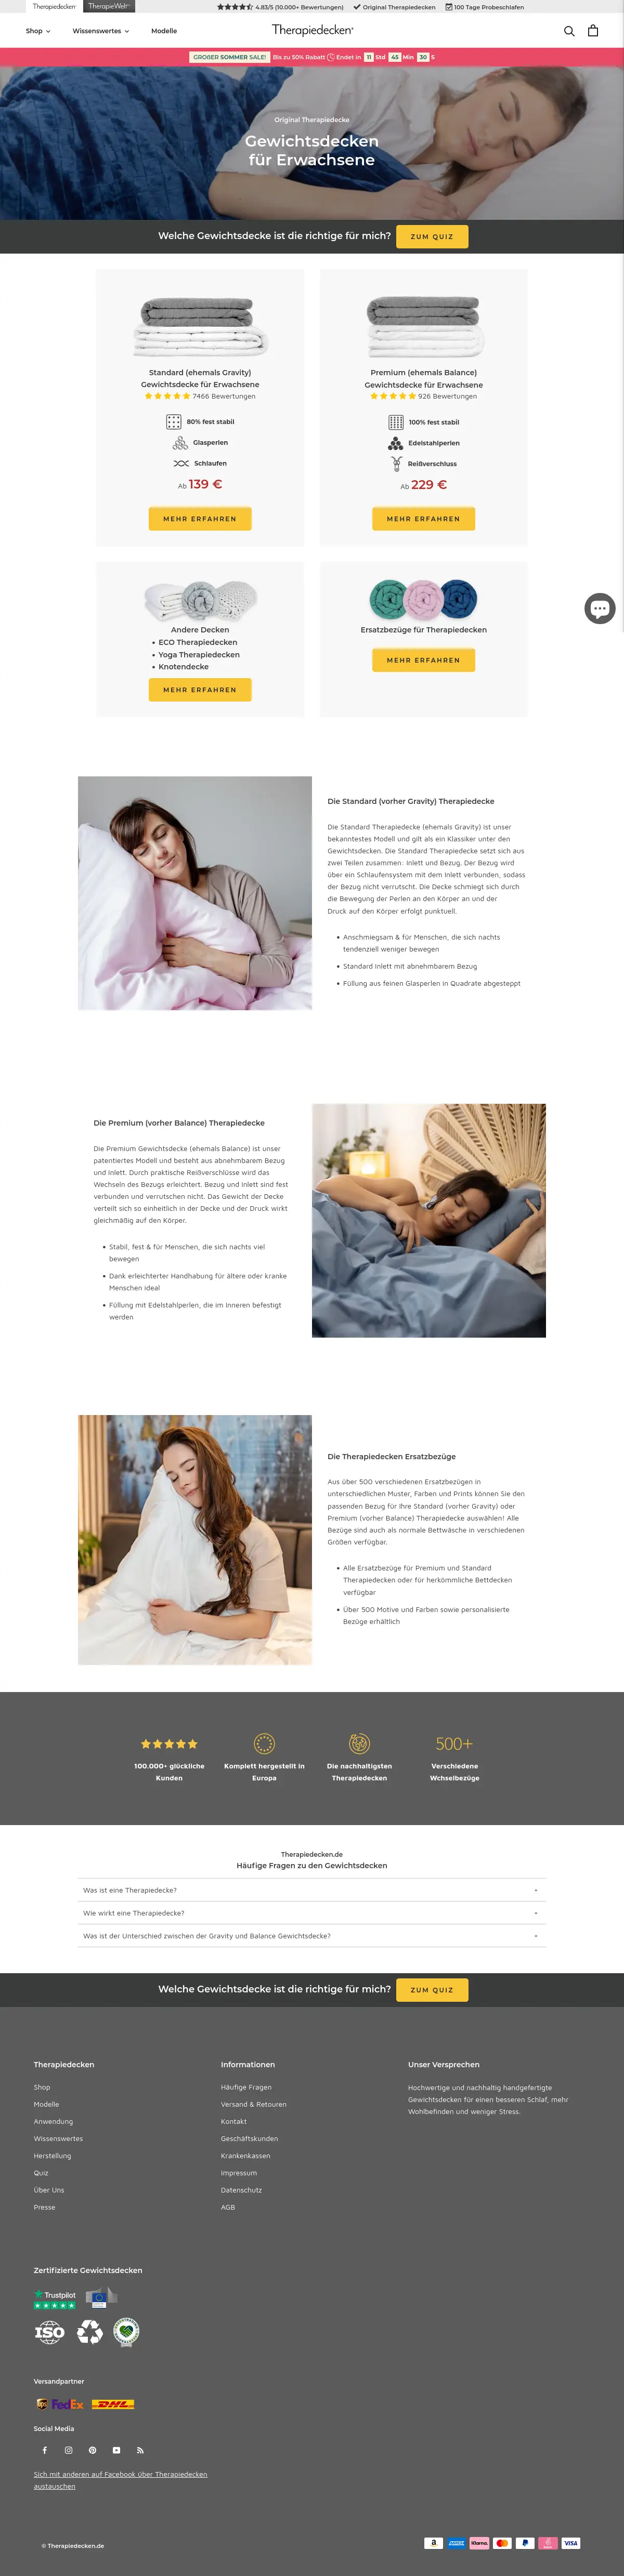 Therapiedecken
TherapieWelt
4.83/5 (10.000+ Bewertungen)
Original Therapiedecken
100 Tage Probeschlafen
Shop
Wissenswertes
Modelle
Therapiedecken
GROßER SOMMER SALE!
Bis zu 50% Rabatt
Endet in
11 Std
45 Min
30 S
Original Therapiedecke
Gewichtsdecken
für Erwachsene
Welche Gewichtsdecke ist die richtige für mich?
ZUM QUIZ
Standard (ehemals Gravity)
Gewichtsdecke für Erwachsene
7466 Bewertungen
80% fest stabil
Glasperlen
Schlaufen
Ab 139 €
MEHR ERFAHREN
Premium (ehemals Balance)
Gewichtsdecke für Erwachsene
926 Bewertungen
100% fest stabil
Edelstahlperlen
Reißverschluss
Ab 229 €
MEHR ERFAHREN
Andere Decken
• ECO Therapiedecken
• Yoga Therapiedecken
• Knotendecke
MEHR ERFAHREN
Ersatzbezüge für Therapiedecken
MEHR ERFAHREN
Die Standard (vorher Gravity) Therapiedecke
Die Standard Therapiedecke (ehemals Gravity) ist unser
bekanntestes Modell und gilt als ein Klassiker unter den
Gewichtsdecken. Die Standard Therapiedecke setzt sich aus
zwei Teilen zusammen: Inlett und Bezug. Der Bezug wird
über ein Schlaufensystem mit dem Inlett verbunden, sodass
der Bezug nicht verrutscht. Die Decke schmiegt sich durch
die Bewegung der Perlen an den Körper an und der
Druck auf den Körper erfolgt punktuell.
• Anschmiegsam & für Menschen, die sich nachts
tendenziell weniger bewegen
• Standard Inlett mit abnehmbarem Bezug
• Füllung aus feinen Glasperlen in Quadrate abgesteppt
Die Premium (vorher Balance) Therapiedecke
Die Premium Gewichtsdecke (ehemals Balance) ist unser
patentiertes Modell und besteht aus abnehmbarem Bezug
und Inlett. Durch praktische Reißverschlüsse wird das
Wechseln des Bezugs erleichtert. Bezug und Inlett sind fest
verbunden und verrutschen nicht. Das Gewicht der Decke
verteilt sich so einheitlich in der Decke und der Druck wirkt
gleichmäßig auf den Körper.
• Stabil, fest & für Menschen, die sich nachts viel
bewegen
• Dank erleichterter Handhabung für ältere oder kranke
Menschen ideal
• Füllung mit Edelstahlperlen, die im Inneren befestigt
werden
Die Therapiedecken Ersatzbezüge
Aus über 500 verschiedenen Ersatzbezügen in
unterschiedlichen Muster, Farben und Prints können Sie den
passenden Bezug für Ihre Standard (vorher Gravity) oder
Premium (vorher Balance) Therapiedecke auswählen! Alle
Bezüge sind auch als normale Bettwäsche in verschiedenen
Größen verfügbar.
• Alle Ersatzbezüge für Premium und Standard
Therapiedecken oder für herkömmliche Bettdecken
verfügbar
• Über 500 Motive und Farben sowie personalisierte
Bezüge erhältlich
100.000+ glückliche
Kunden
Komplett hergestellt in
Europa
Die nachhaltigsten
Therapiedecken
500+
Verschiedene
Wchselbezüge
Therapiedecken.de
Häufige Fragen zu den Gewichtsdecken
Was ist eine Therapiedecke?
Wie wirkt eine Therapiedecke?
Was ist der Unterschied zwischen der Gravity und Balance Gewichtsdecke?
Welche Gewichtsdecke ist die richtige für mich?
ZUM QUIZ
Therapiedecken
Shop
Modelle
Anwendung
Wissenswertes
Herstellung
Quiz
Über Uns
Presse
Informationen
Häufige Fragen
Versand & Retouren
Kontakt
Geschäftskunden
Krankenkassen
Impressum
Datenschutz
AGB
Unser Versprechen
Hochwertige und nachhaltig handgefertigte
Gewichtsdecken für einen besseren Schlaf, mehr
Wohlbefinden und weniger Stress.
Zertifizierte Gewichtsdecken
Trustpilot
ISO
Versandpartner
ups
FedEx
DHL
Social Media
Sich mit anderen auf Facebook über Therapiedecken
austauschen
© Therapiedecken.de
Klarna.
VISA